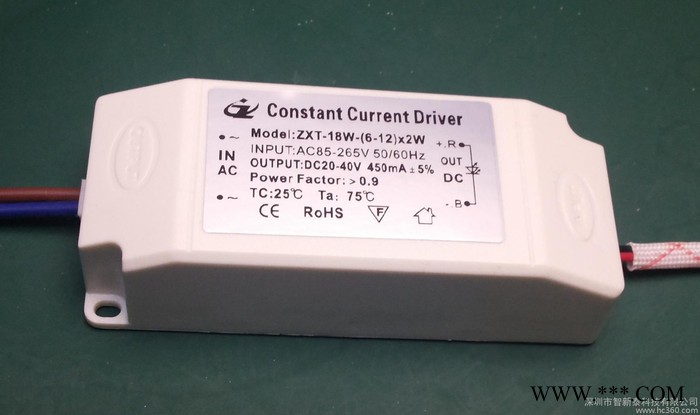 Constant Current Driver
Model:ZXT-18W-(6-12)x2W
INPUT:AC85-265V 50/60Hz
OUTPUT:DC20-40V 450mA±5%
Power Factor:>0.9
TC:25℃ Ta: 75℃
CE RoHS F
●~
IN
AC
●~
+.R●
OUT
DC
-.B●
WWW.***.COM
深圳市智新泰科技有限公司
www.hc360.com